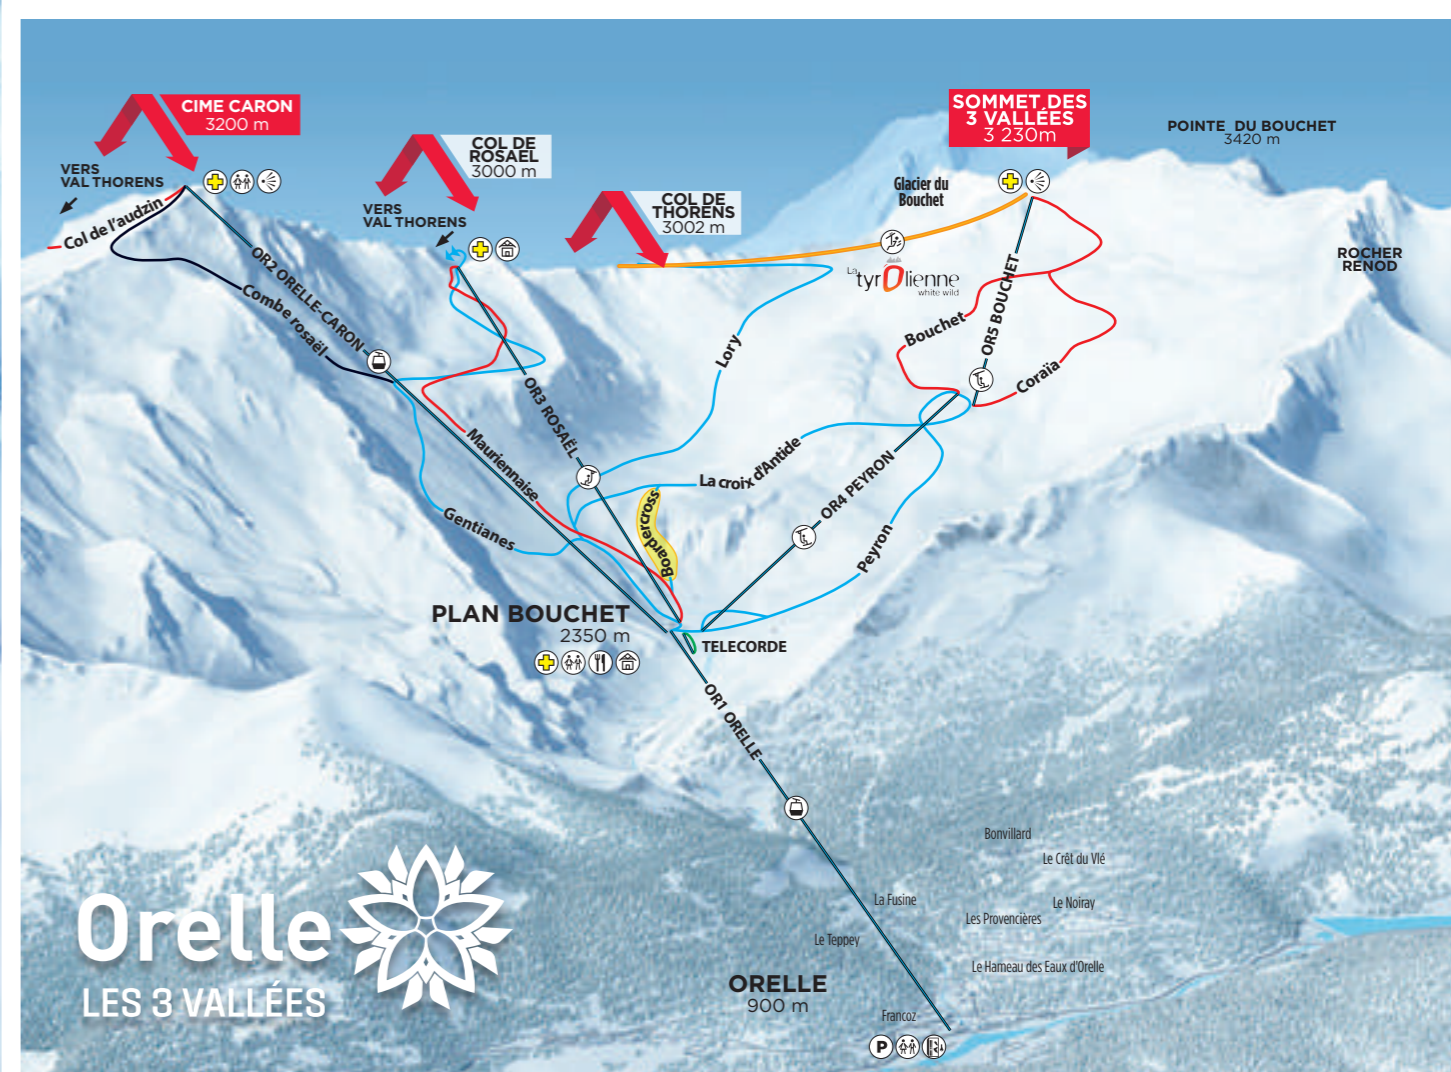 CIME CARON
3200 m
VERS
VAL THORENS
Col de l'audzin
COL DE
ROSAËL
3000 m
VERS
VAL THORENS
COL DE
THORENS
3002 m
SOMMET DES
3 VALLÉES
3 230m
POINTE DU BOUCHET
3420 m
Glacier du
Bouchet
ROCHER
RENOD
La tyrOlienne
white wild
OR2 ORELLE-CARON
Combe rosaël
OR3 ROSAËL
Lory
Bouchet
OR5 BOUCHET
Coraïa
Mauriennaise
La croix d'Antide
OR4 PEYRON
Gentianes
Boardercross
Peyron
PLAN BOUCHET
2350 m
TELECORDE
OR1 ORELLE
Bonvillard
Le Crêt du Vlé
La Fusine
Le Noiray
Les Provencières
Le Teppey
Le Hameau des Eaux d'Orelle
ORELLE
900 m
Francoz
P
Orelle
LES 3 VALLÉES